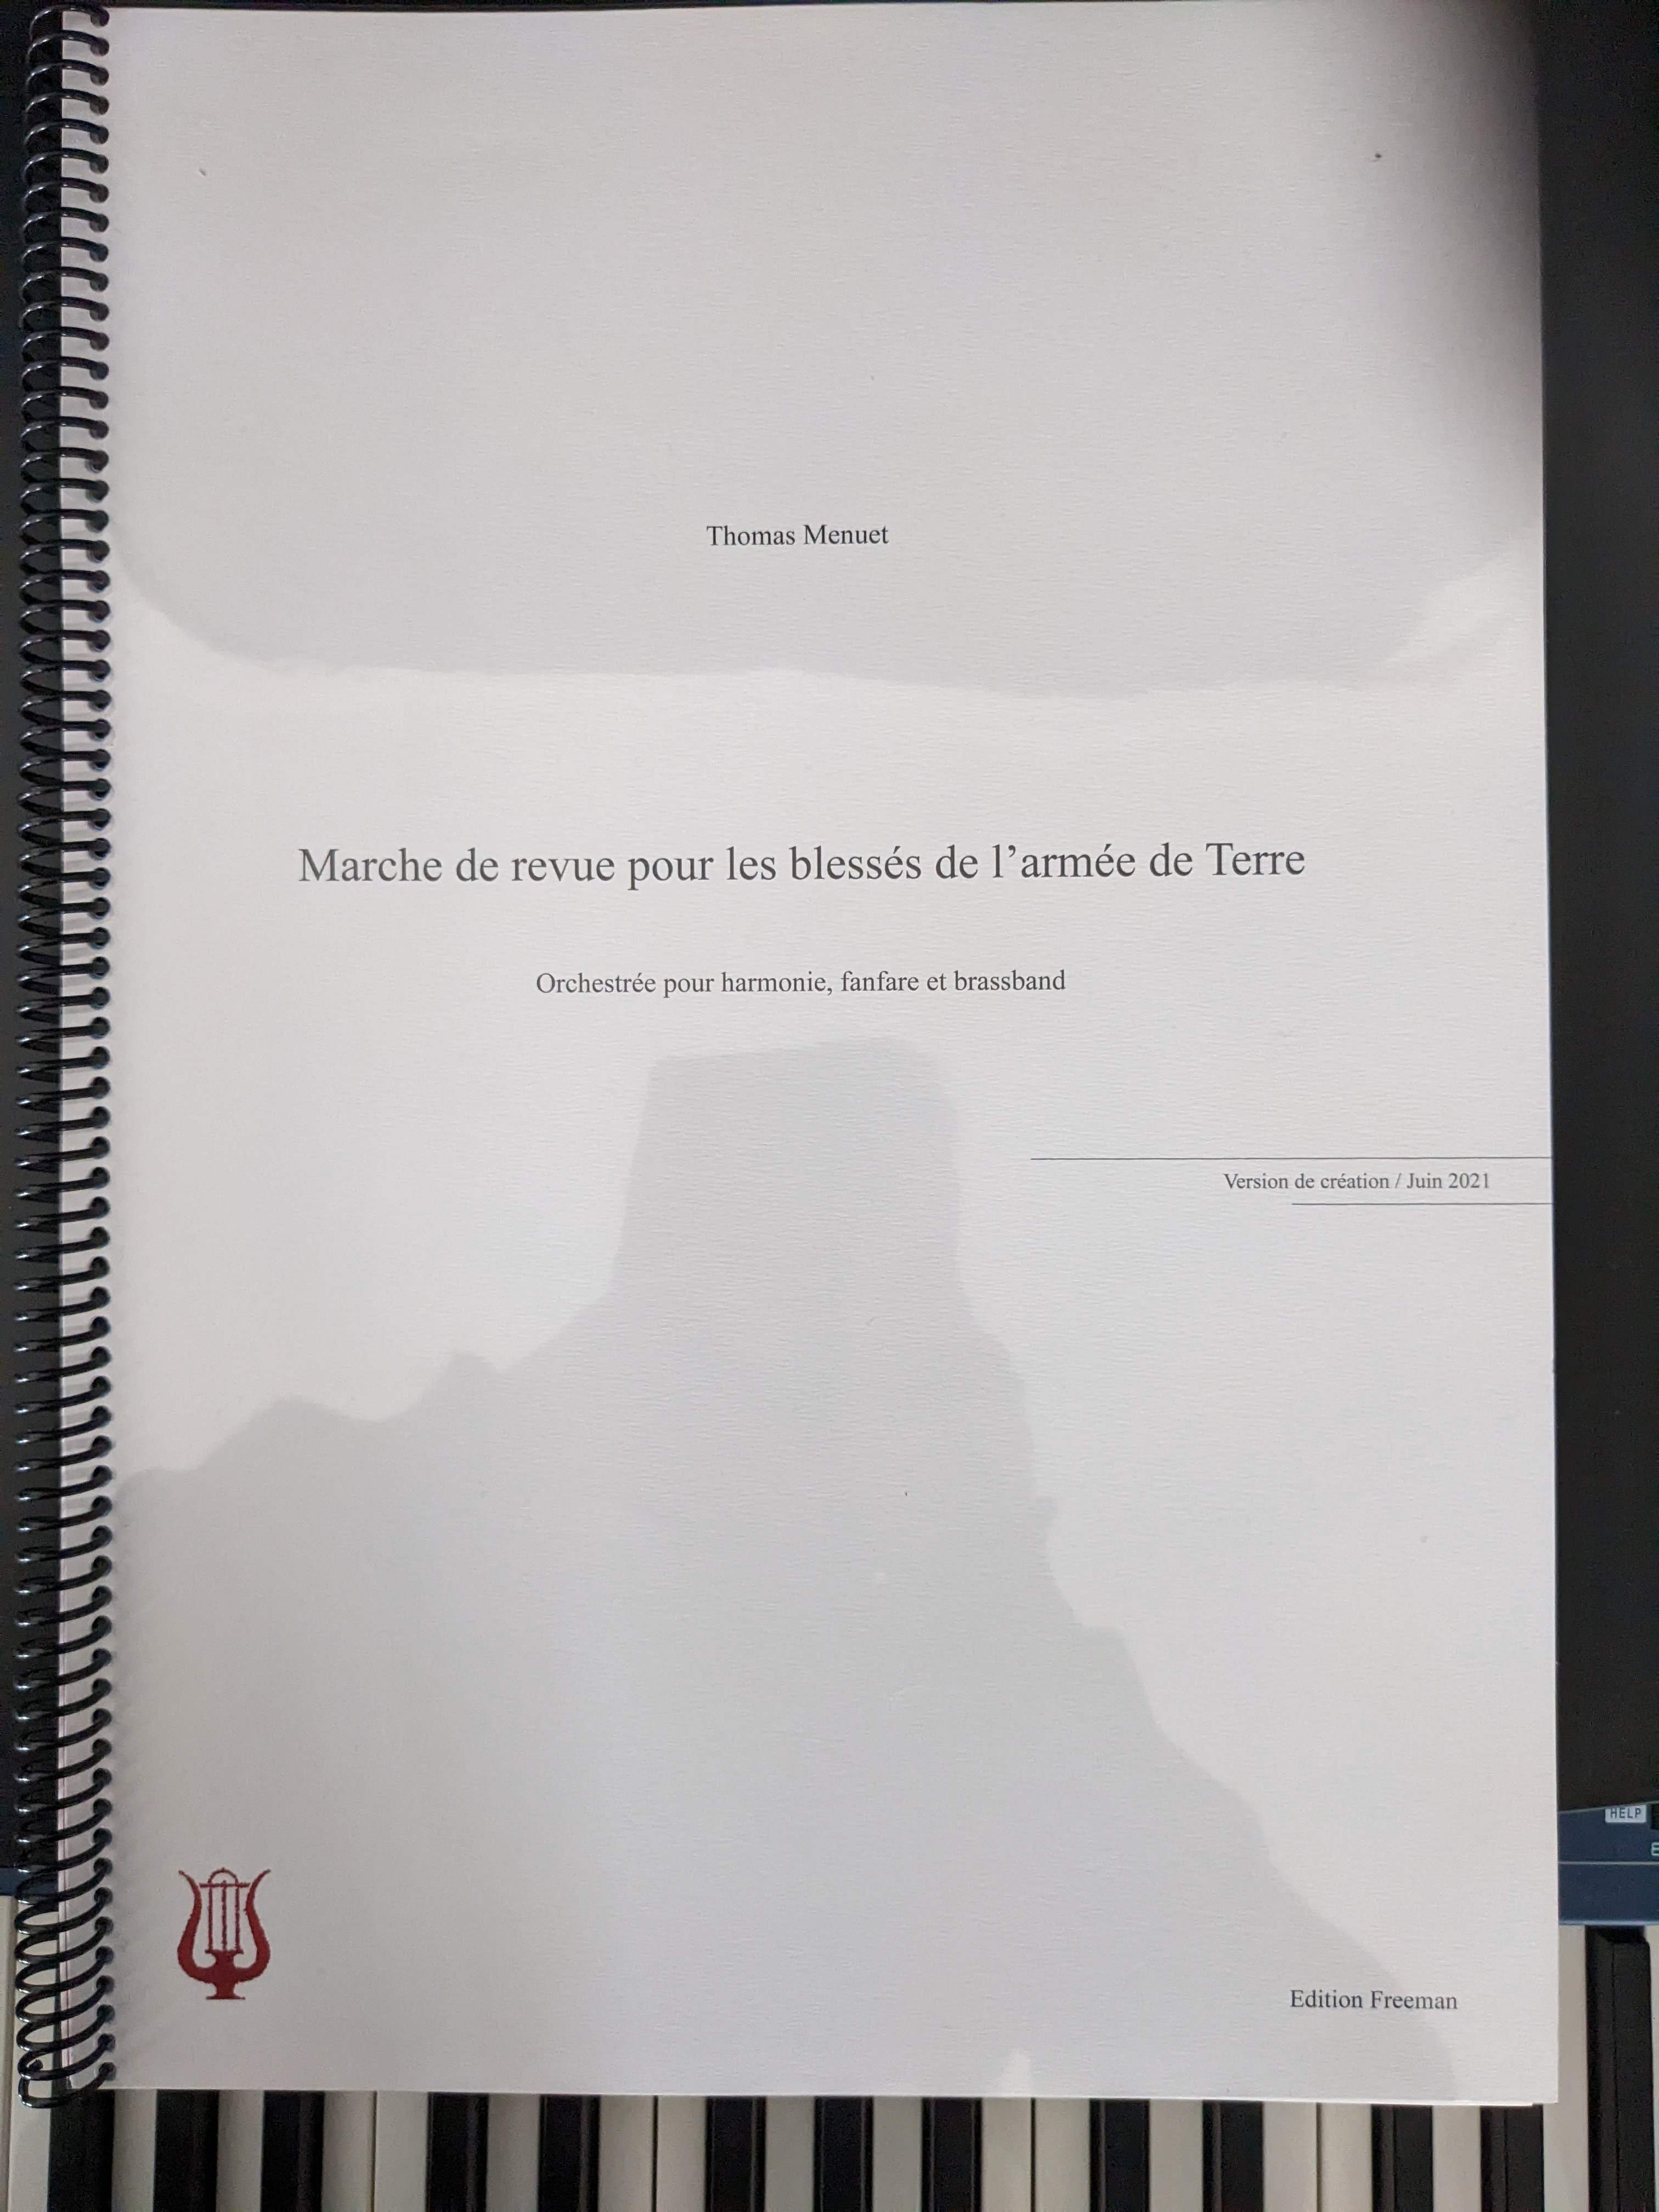 Thomas Menuet
Marche de revue pour les blessés de l’armée de Terre
Orchestrée pour harmonie, fanfare et brassband
Version de création / Juin 2021
HELP
Edition Freeman